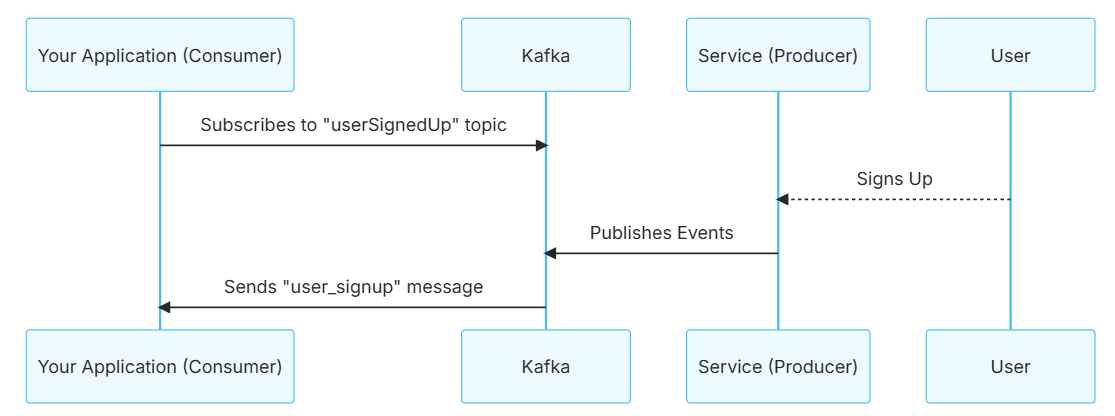 Your Application (Consumer)
Kafka
Service (Producer)
User
Subscribes to "userSignedUp" topic
Signs Up
Publishes Events
Sends "user_signup" message
Your Application (Consumer)
Kafka
Service (Producer)
User